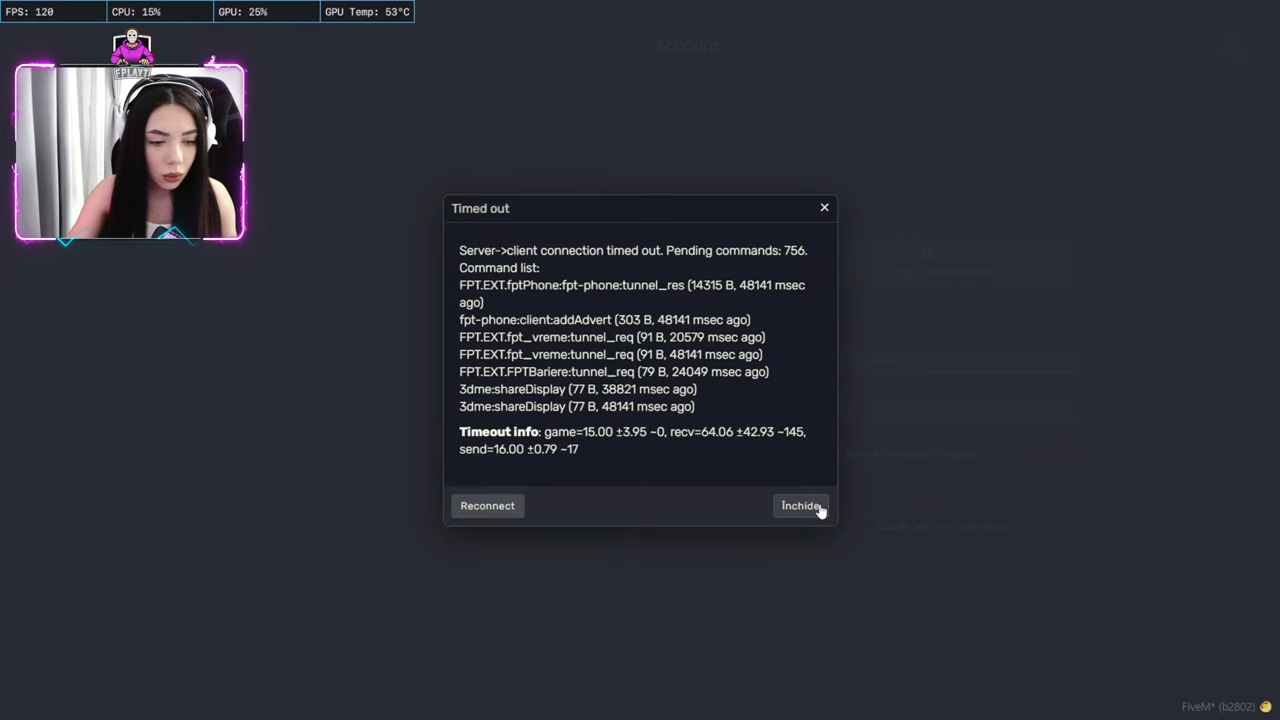 FPS: 120 CPU: 15% GPU: 25% GPU Temp: 53°C
FPLAYT
Account
Timed out
Server->client connection timed out. Pending commands: 756.
Command list:
FPT.EXT.fptPhone:fpt-phone:tunnel_res (14315 B, 48141 msec
ago)
fpt-phone:client:addAdvert (303 B, 48141 msec ago)
FPT.EXT.fpt_vreme:tunnel_req (91 B, 20579 msec ago)
FPT.EXT.fpt_vreme:tunnel_req (91 B, 48141 msec ago)
FPT.EXT.FPTBariere:tunnel_req (79 B, 24049 msec ago)
3dme:shareDisplay (77 B, 38821 msec ago)
3dme:shareDisplay (77 B, 48141 msec ago)
Timeout info: game=15.00 ±3.95 ~0, recv=64.06 ±42.93 ~145,
send=16.00 ±0.79 ~17
Reconnect Închide
FiveM* (b2802)